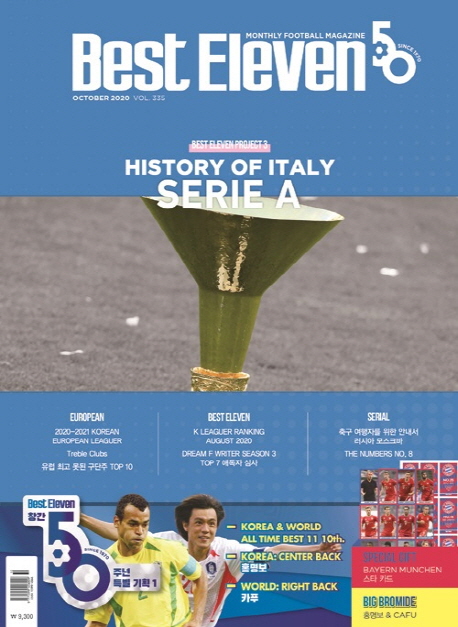 MONTHLY FOOTBALL MAGAZINE
Best Eleven
50
SINCE 1970
OCTOBER 2020 VOL. 335
BEST ELEVEN PROJECT 3
HISTORY OF ITALY
SERIE A
EUROPEAN
2020-2021 KOREAN
EUROPEAN LEAGUER
Treble Clubs
유럽 최고 못된 구단주 TOP 10
BEST ELEVEN
K LEAGUER RANKING
AUGUST 2020
DREAM F WRITER SEASON 3
TOP 7 애독자 심사
SERIAL
축구 여행자를 위한 안내서
러시아 모스크바
THE NUMBERS NO. 8
Best Eleven
창간
50
SINCE 1970
주년
특별 기획 1
KOREA & WORLD
ALL TIME BEST 11 10th.
KOREA: CENTER BACK
홍명보
WORLD: RIGHT BACK
카푸
SPECIAL GIFT
BAYERN MUNCHEN
스타 카드
BIG BROMIDE
홍명보 & CAFU
₩ 9,300